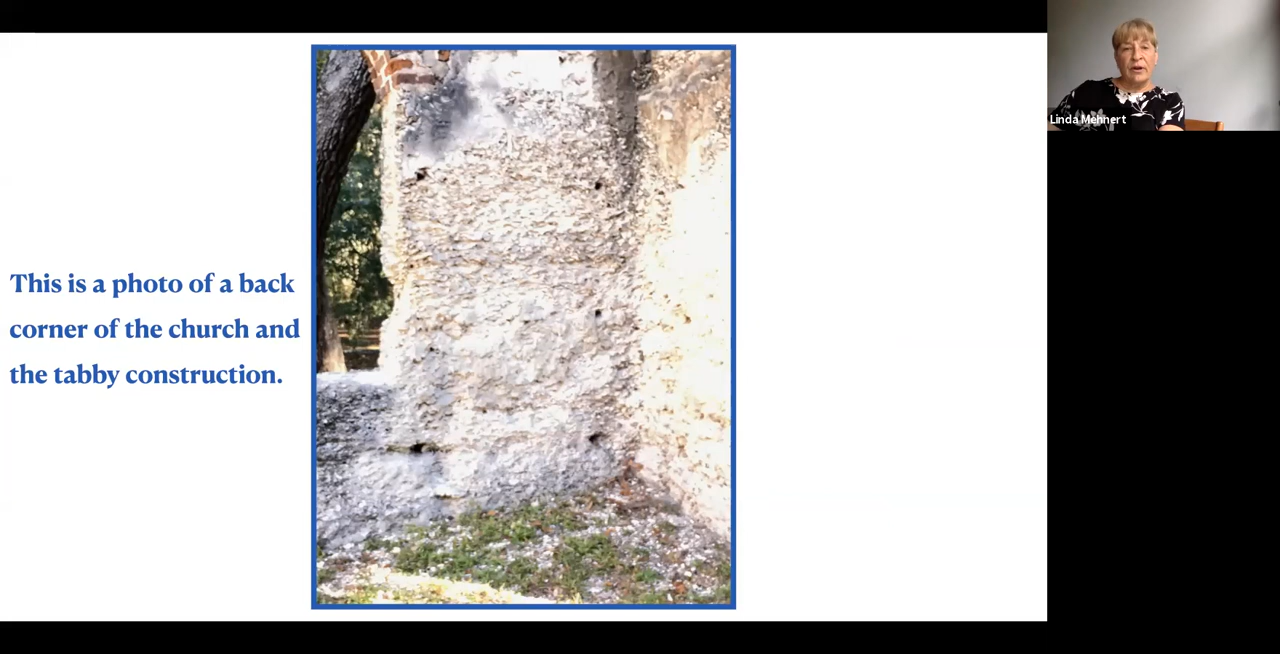 This is a photo of a back
corner of the church and
the tabby construction.
Linda Mehnert